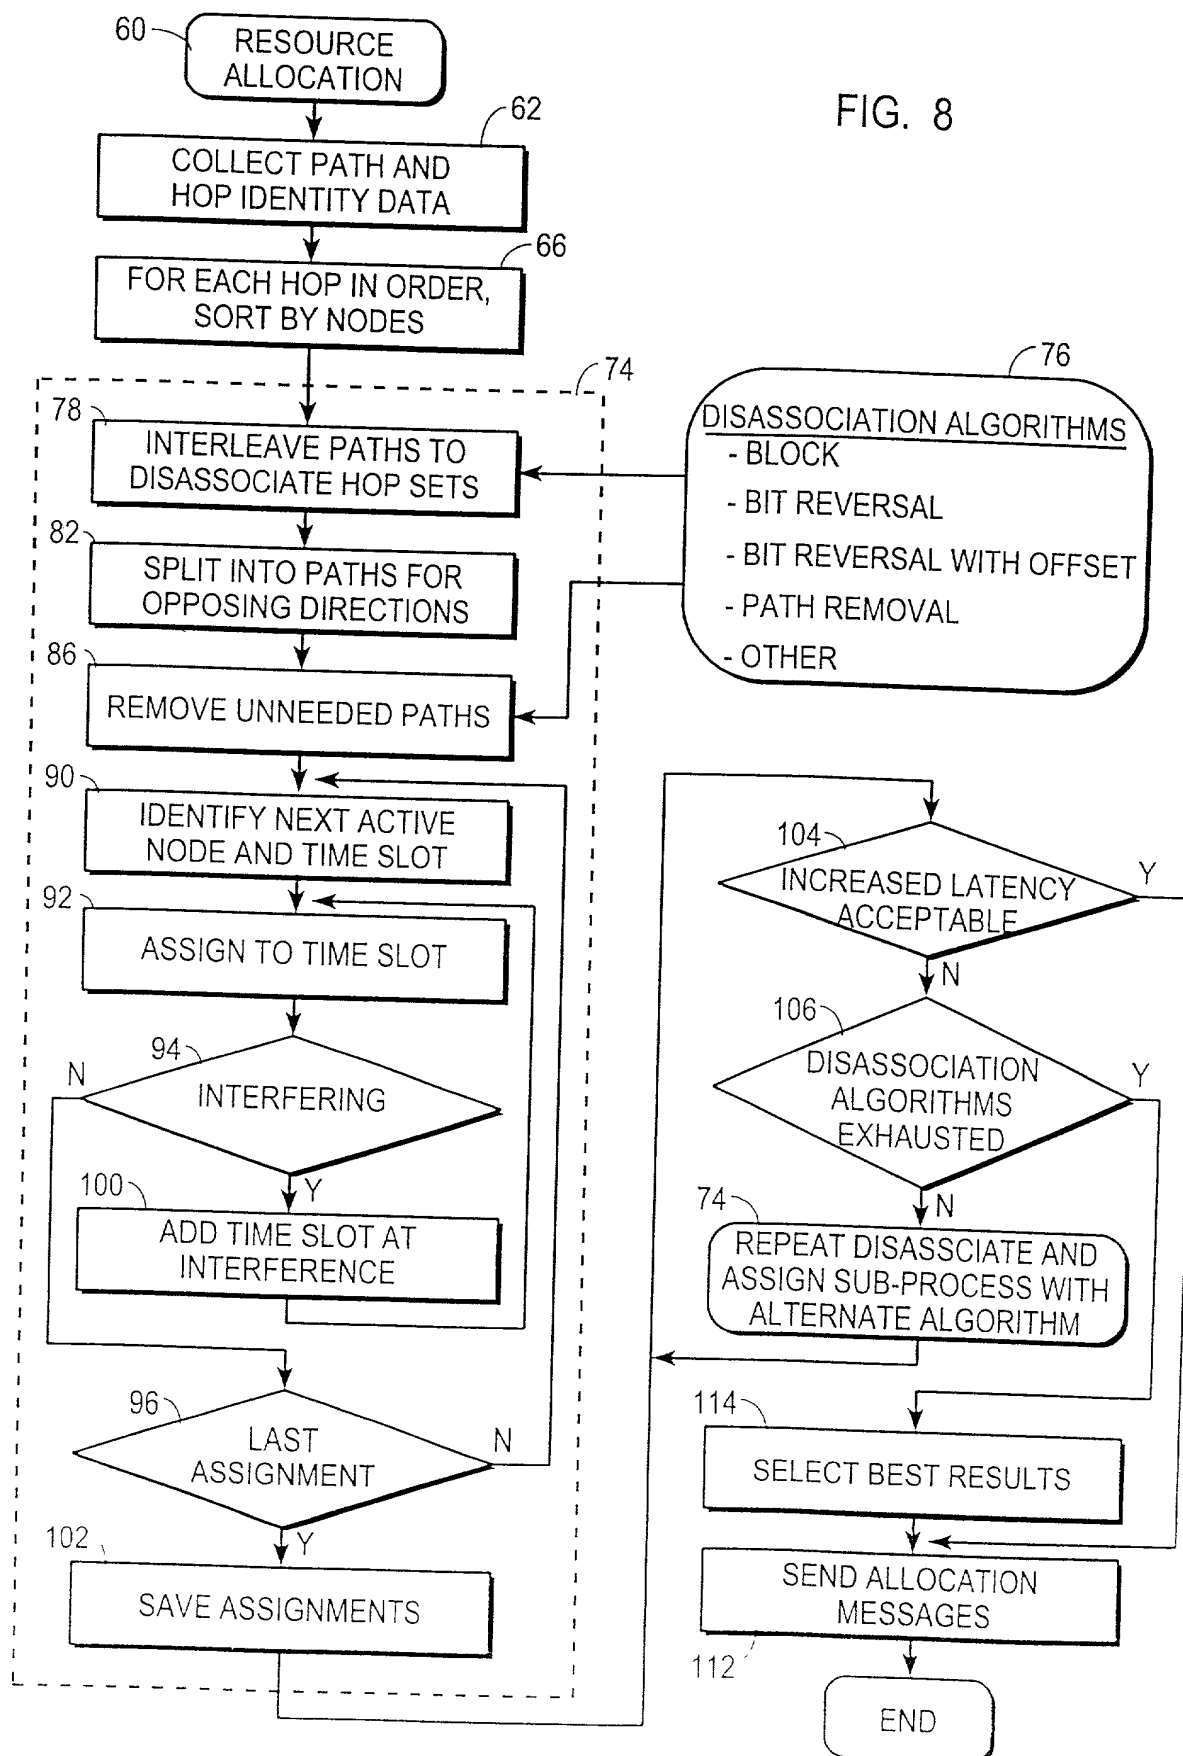 60
RESOURCE
ALLOCATION
FIG. 8
62
COLLECT PATH AND
HOP IDENTITY DATA
66
FOR EACH HOP IN ORDER,
SORT BY NODES
74
78
INTERLEAVE PATHS TO
DISASSOCIATE HOP SETS
82
SPLIT INTO PATHS FOR
OPPOSING DIRECTIONS
86
REMOVE UNNEEDED PATHS
90
IDENTIFY NEXT ACTIVE
NODE AND TIME SLOT
92
ASSIGN TO TIME SLOT
94
N
INTERFERING
Y
100
ADD TIME SLOT AT
INTERFERENCE
96
LAST
ASSIGNMENT
N
Y
102
SAVE ASSIGNMENTS
76
DISASSOCIATION ALGORITHMS
- BLOCK
- BIT REVERSAL
- BIT REVERSAL WITH OFFSET
- PATH REMOVAL
- OTHER
104
INCREASED LATENCY
ACCEPTABLE
Y
N
106
DISASSOCIATION
ALGORITHMS
EXHAUSTED
Y
N
74
REPEAT DISASSCIATE AND
ASSIGN SUB-PROCESS WITH
ALTERNATE ALGORITHM
114
SELECT BEST RESULTS
SEND ALLOCATION
MESSAGES
112
END